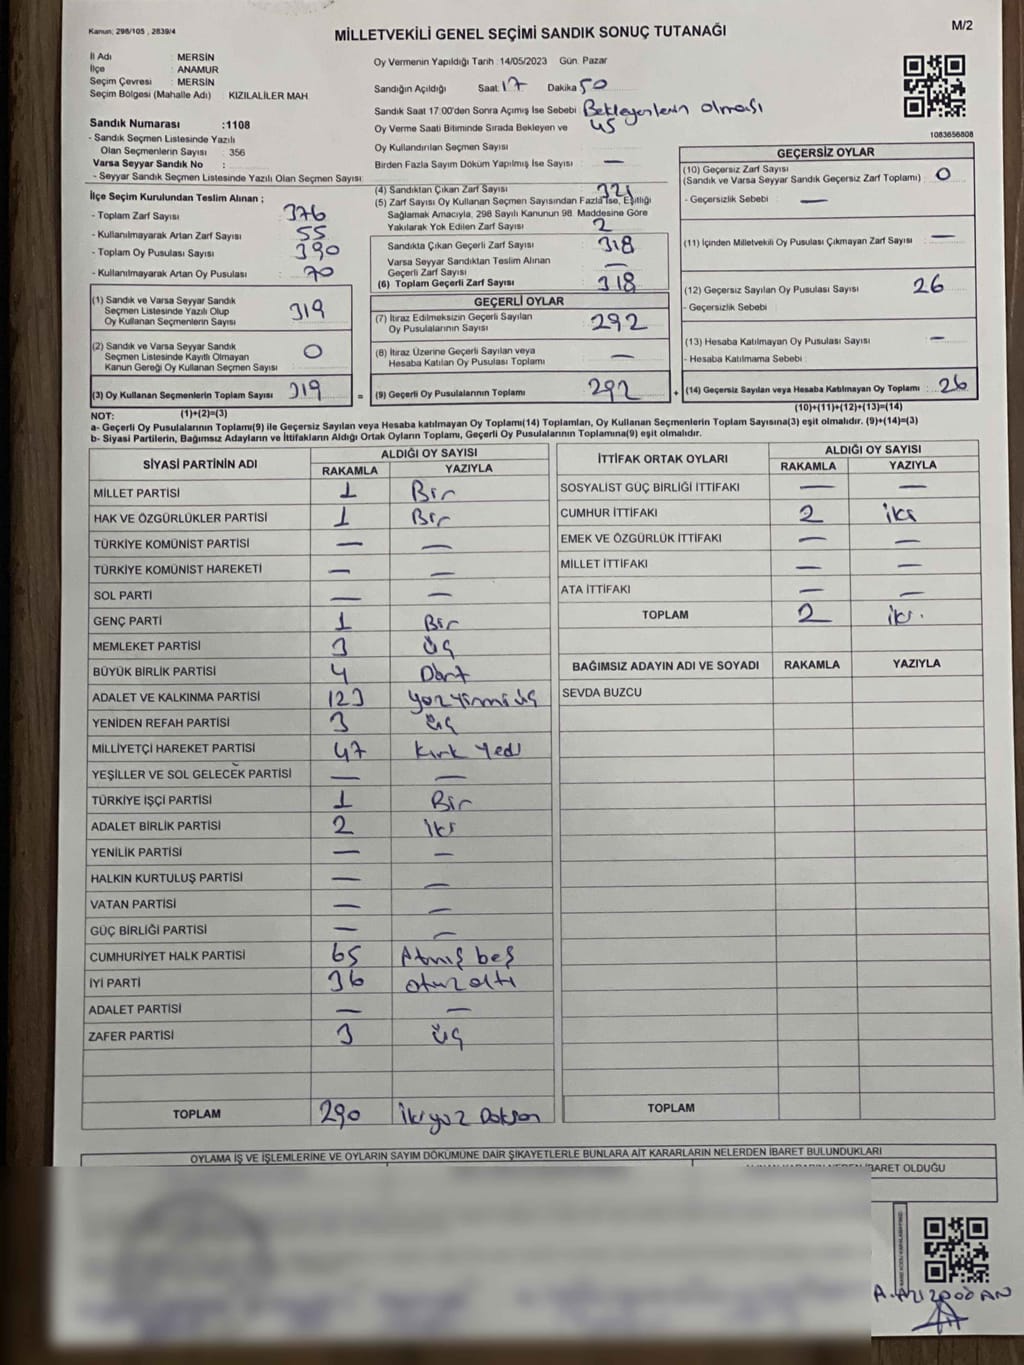 Kanun: 298/105 , 2839/4
MİLLETVEKİLİ GENEL SEÇİMİ SANDIK SONUÇ TUTANAĞI
M/2
İl Adı : MERSİN
İlçe : ANAMUR
Seçim Çevresi : MERSİN
Seçim Bölgesi (Mahalle Adı) : KIZILALİLER MAH
Sandık Numarası :1108
- Sandık Seçmen Listesinde Yazılı
Olan Seçmenlerin Sayısı : 356
Varsa Seyyar Sandık No :
- Seyyar Sandık Seçmen Listesinde Yazılı Olan Seçmen Sayısı:
İlçe Seçim Kurulundan Teslim Alınan ;
- Toplam Zarf Sayısı 376
- Kullanılmayarak Artan Zarf Sayısı 55
- Toplam Oy Pusulası Sayısı 390
- Kullanılmayarak Artan Oy Pusulası 70
(1) Sandık ve Varsa Seyyar Sandık
Seçmen Listesinde Yazılı Olup
Oy Kullanan Seçmenlerin Sayısı 319
(2) Sandık ve Varsa Seyyar Sandık
Seçmen Listesinde Kayıtlı Olmayan
Kanun Gereği Oy Kullanan Seçmen Sayısı 0
(3) Oy Kullanan Seçmenlerin Toplam Sayısı 319 =
Oy Vermenin Yapıldığı Tarih : 14/05/2023 Gün. Pazar
Sandığın Açıldığı Saat: 17 Dakika: 50
Sandık Saat 17:00'den Sonra Açımış İse Sebebi : Bekleyenlerin olması
Oy Verme Saati Bitiminde Sırada Bekleyen ve 45
Oy Kullandırılan Seçmen Sayısı
Birden Fazla Sayım Döküm Yapılmış İse Sayısı : —
(4) Sandıktan Çıkan Zarf Sayısı 321
(5) Zarf Sayısı Oy Kullanan Seçmen Sayısından Fazla İse, Eşitliği
Sağlamak Amacıyla, 298 Sayılı Kanunun 98. Maddesine Göre
Yakılarak Yok Edilen Zarf Sayısı 2
Sandıkta Çıkan Geçerli Zarf Sayısı 318
Varsa Seyyar Sandıktan Teslim Alınan
Geçerli Zarf Sayısı —
(6) Toplam Geçerli Zarf Sayısı 318
GEÇERLİ OYLAR
(7) İtiraz Edilmeksizin Geçerli Sayılan
Oy Pusulalarının Sayısı 292
(8) İtiraz Üzerine Geçerli Sayılan veya
Hesaba Katılan Oy Pusulası Toplamı —
(9) Geçerli Oy Pusulalarının Toplamı 292 +
1083656808
GEÇERSİZ OYLAR
(10) Geçersiz Zarf Sayısı
(Sandık ve Varsa Seyyar Sandık Geçersiz Zarf Toplamı) : 0
- Geçersizlik Sebebi : —
(11) İçinden Milletvekili Oy Pusulası Çıkmayan Zarf Sayısı : —
(12) Geçersiz Sayılan Oy Pusulası Sayısı : 26
- Geçersizlik Sebebi :
(13) Hesaba Katılmayan Oy Pusulası Sayısı : —
- Hesaba Katılmama Sebebi :
(14) Geçersiz Sayılan veya Hesaba Katılmayan Oy Toplamı : 26
NOT: (1)+(2)=(3)
(10)+(11)+(12)+(13)=(14)
a- Geçerli Oy Pusulalarının Toplamı(9) ile Geçersiz Sayılan veya Hesaba katılmayan oy Toplamı(14) Toplamları, Oy Kullanan Seçmenlerin Toplam Sayısına(3) eşit olmalıdır. (9)+(14)=(3)
b- Siyasi Partilerin, Bağımsız Adayların ve İttifakların Aldığı Ortak Oyların Toplamı, Geçerli Oy Pusulalarının Toplamına(9) eşit olmalıdır.
SİYASİ PARTİNİN ADI ALDIĞI OY SAYISI
RAKAMLA YAZIYLA
MİLLET PARTİSİ 1 Bir
HAK VE ÖZGÜRLÜKLER PARTİSİ 1 Bir
TÜRKİYE KOMÜNİST PARTİSİ — —
TÜRKİYE KOMÜNİST HAREKETİ — —
SOL PARTİ — —
GENÇ PARTİ 1 Bir
MEMLEKET PARTİSİ 3 üç
BÜYÜK BİRLİK PARTİSİ 4 Dört
ADALET VE KALKINMA PARTİSİ 123 yüzyirmiüç
YENİDEN REFAH PARTİSİ 3 üç
MİLLİYETÇİ HAREKET PARTİSİ 47 kırk Yedi
YEŞİLLER VE SOL GELECEK PARTİSİ — —
TÜRKİYE İŞÇİ PARTİSİ 1 Bir
ADALET BİRLİK PARTİSİ 2 iki
YENİLİK PARTİSİ — —
HALKIN KURTULUŞ PARTİSİ — —
VATAN PARTİSİ — —
GÜÇ BİRLİĞİ PARTİSİ — —
CUMHURİYET HALK PARTİSİ 65 Atmış beş
İYİ PARTİ 36 otuz altı
ADALET PARTİSİ — —
ZAFER PARTİSİ 3 üç
TOPLAM 290 İkiyüz Doksan
İTTİFAK ORTAK OYLARI ALDIĞI OY SAYISI
RAKAMLA YAZIYLA
SOSYALİST GÜÇ BİRLİĞİ İTTİFAKI — —
CUMHUR İTTİFAKI 2 iki
EMEK VE ÖZGÜRLÜK İTTİFAKI — —
MİLLET İTTİFAKI — —
ATA İTTİFAKI — —
TOPLAM 2 iki.
BAĞIMSIZ ADAYIN ADI VE SOYADI RAKAMLA YAZIYLA
SEVDA BUZCU
TOPLAM
OYLAMA İŞ VE İŞLEMLERİNE VE OYLARIN SAYIM DÖKÜMÜNE DAİR ŞİKAYETLERLE BUNLARA AİT KARARLARIN NELERDEN İBARET BULUNDUKLARI
İBARET OLDUĞU